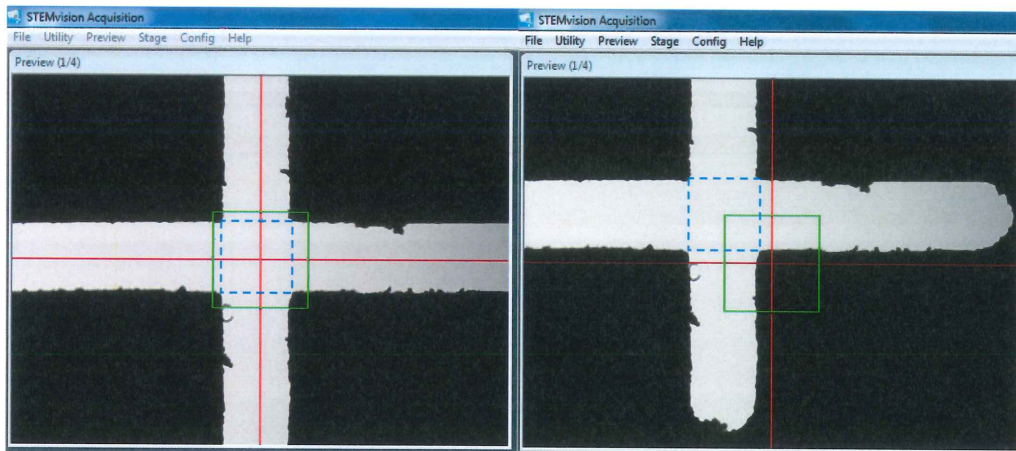 STEMvision Acquisition
File Utility Preview Stage Config Help
Preview (1/4)
STEMvision Acquisition
File Utility Preview Stage Config Help
Preview (1/4)